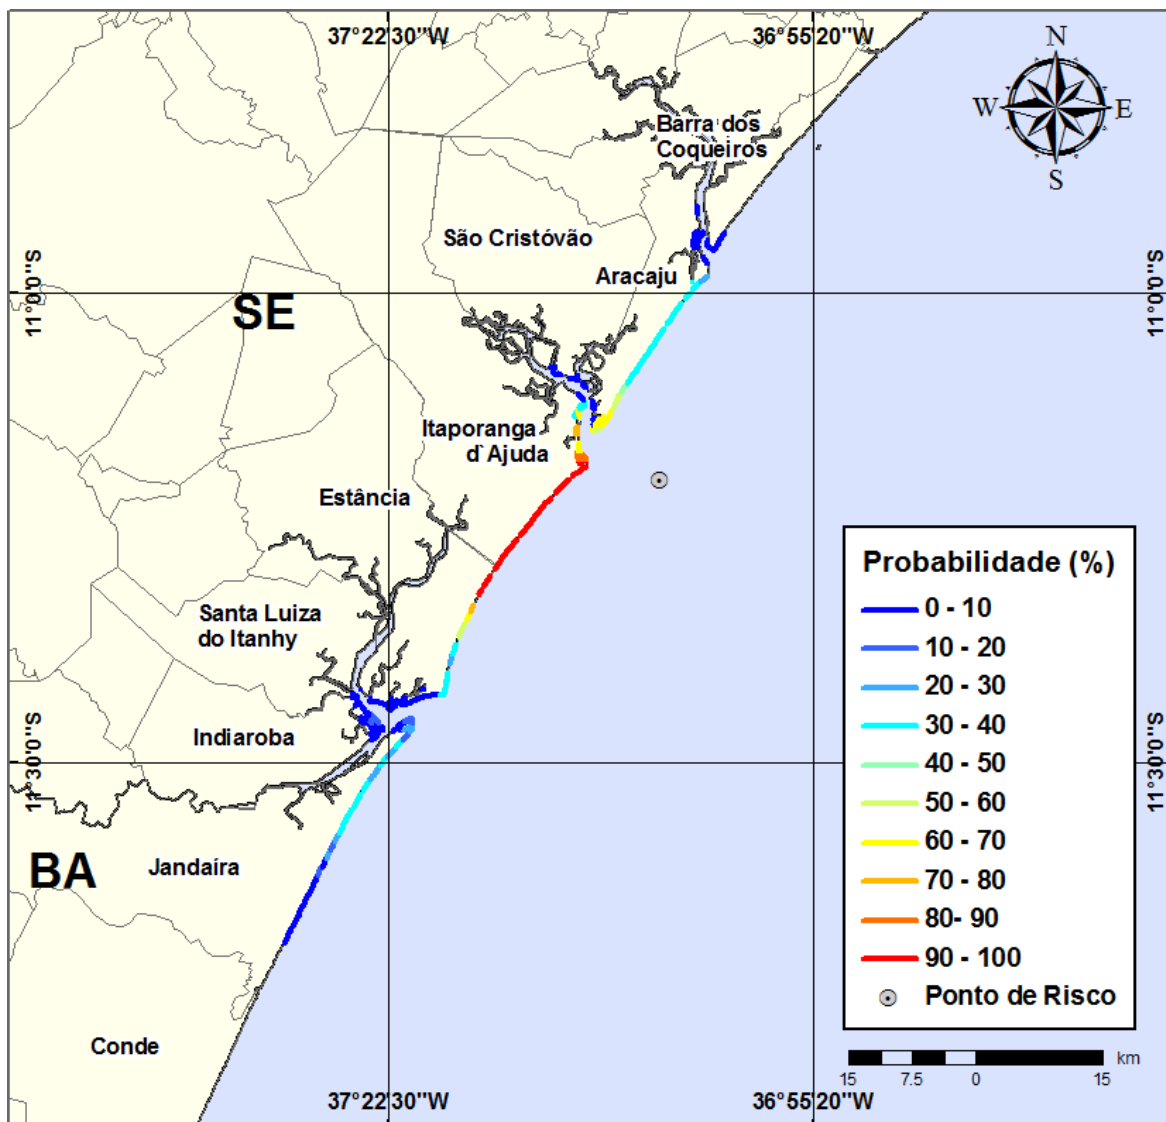 37°22'30"W
36°55'20"W
N
W
E
S
Barra dos
Coqueiros
São Cristóvão
Aracaju
11°0'0"S
11°0'0"S
SE
Itaporanga
d`Ajuda
Estância
Santa Luiza
do Itanhy
Indiaroba
11°30'0"S
11°30'0"S
BA
Jandaíra
Conde
Probabilidade (%)
0 - 10
10 - 20
20 - 30
30 - 40
40 - 50
50 - 60
60 - 70
70 - 80
80- 90
90 - 100
Ponto de Risco
km
15 7.5 0 15
37°22'30"W
36°55'20"W